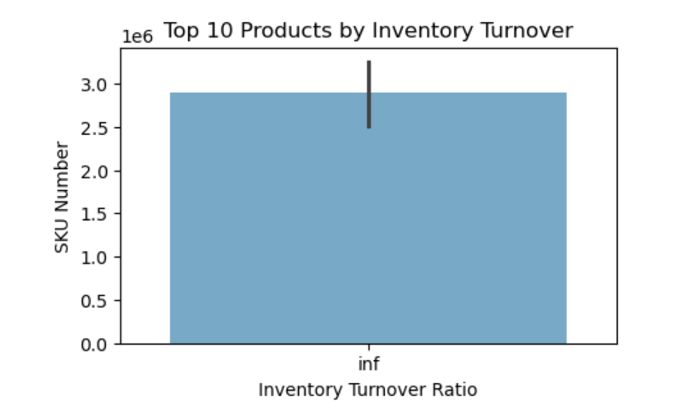 Top 10 Products by Inventory Turnover
1e6
3.0
2.5
2.0
1.5
1.0
0.5
0.0
SKU Number
inf
Inventory Turnover Ratio